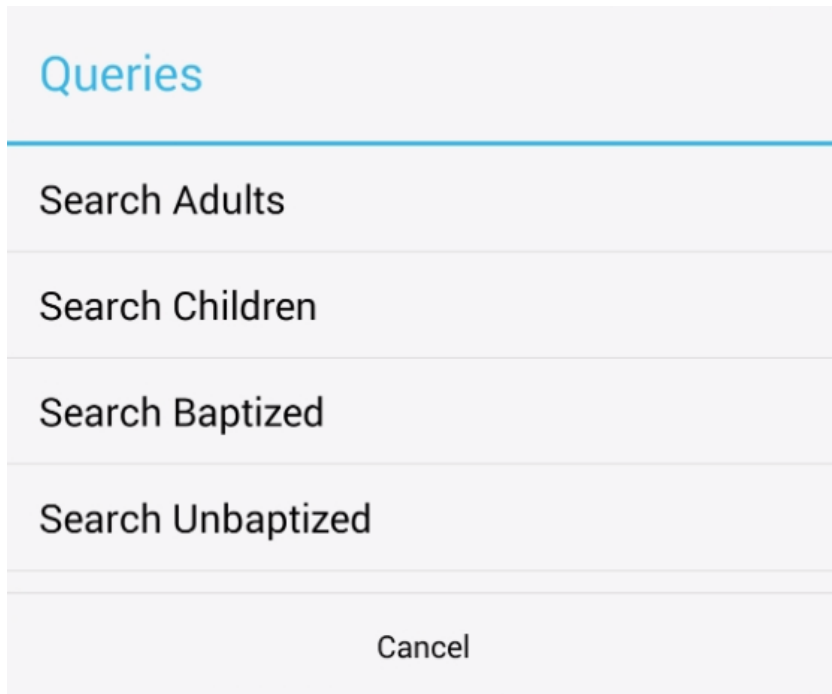 Queries
Search Adults
Search Children
Search Baptized
Search Unbaptized
Cancel